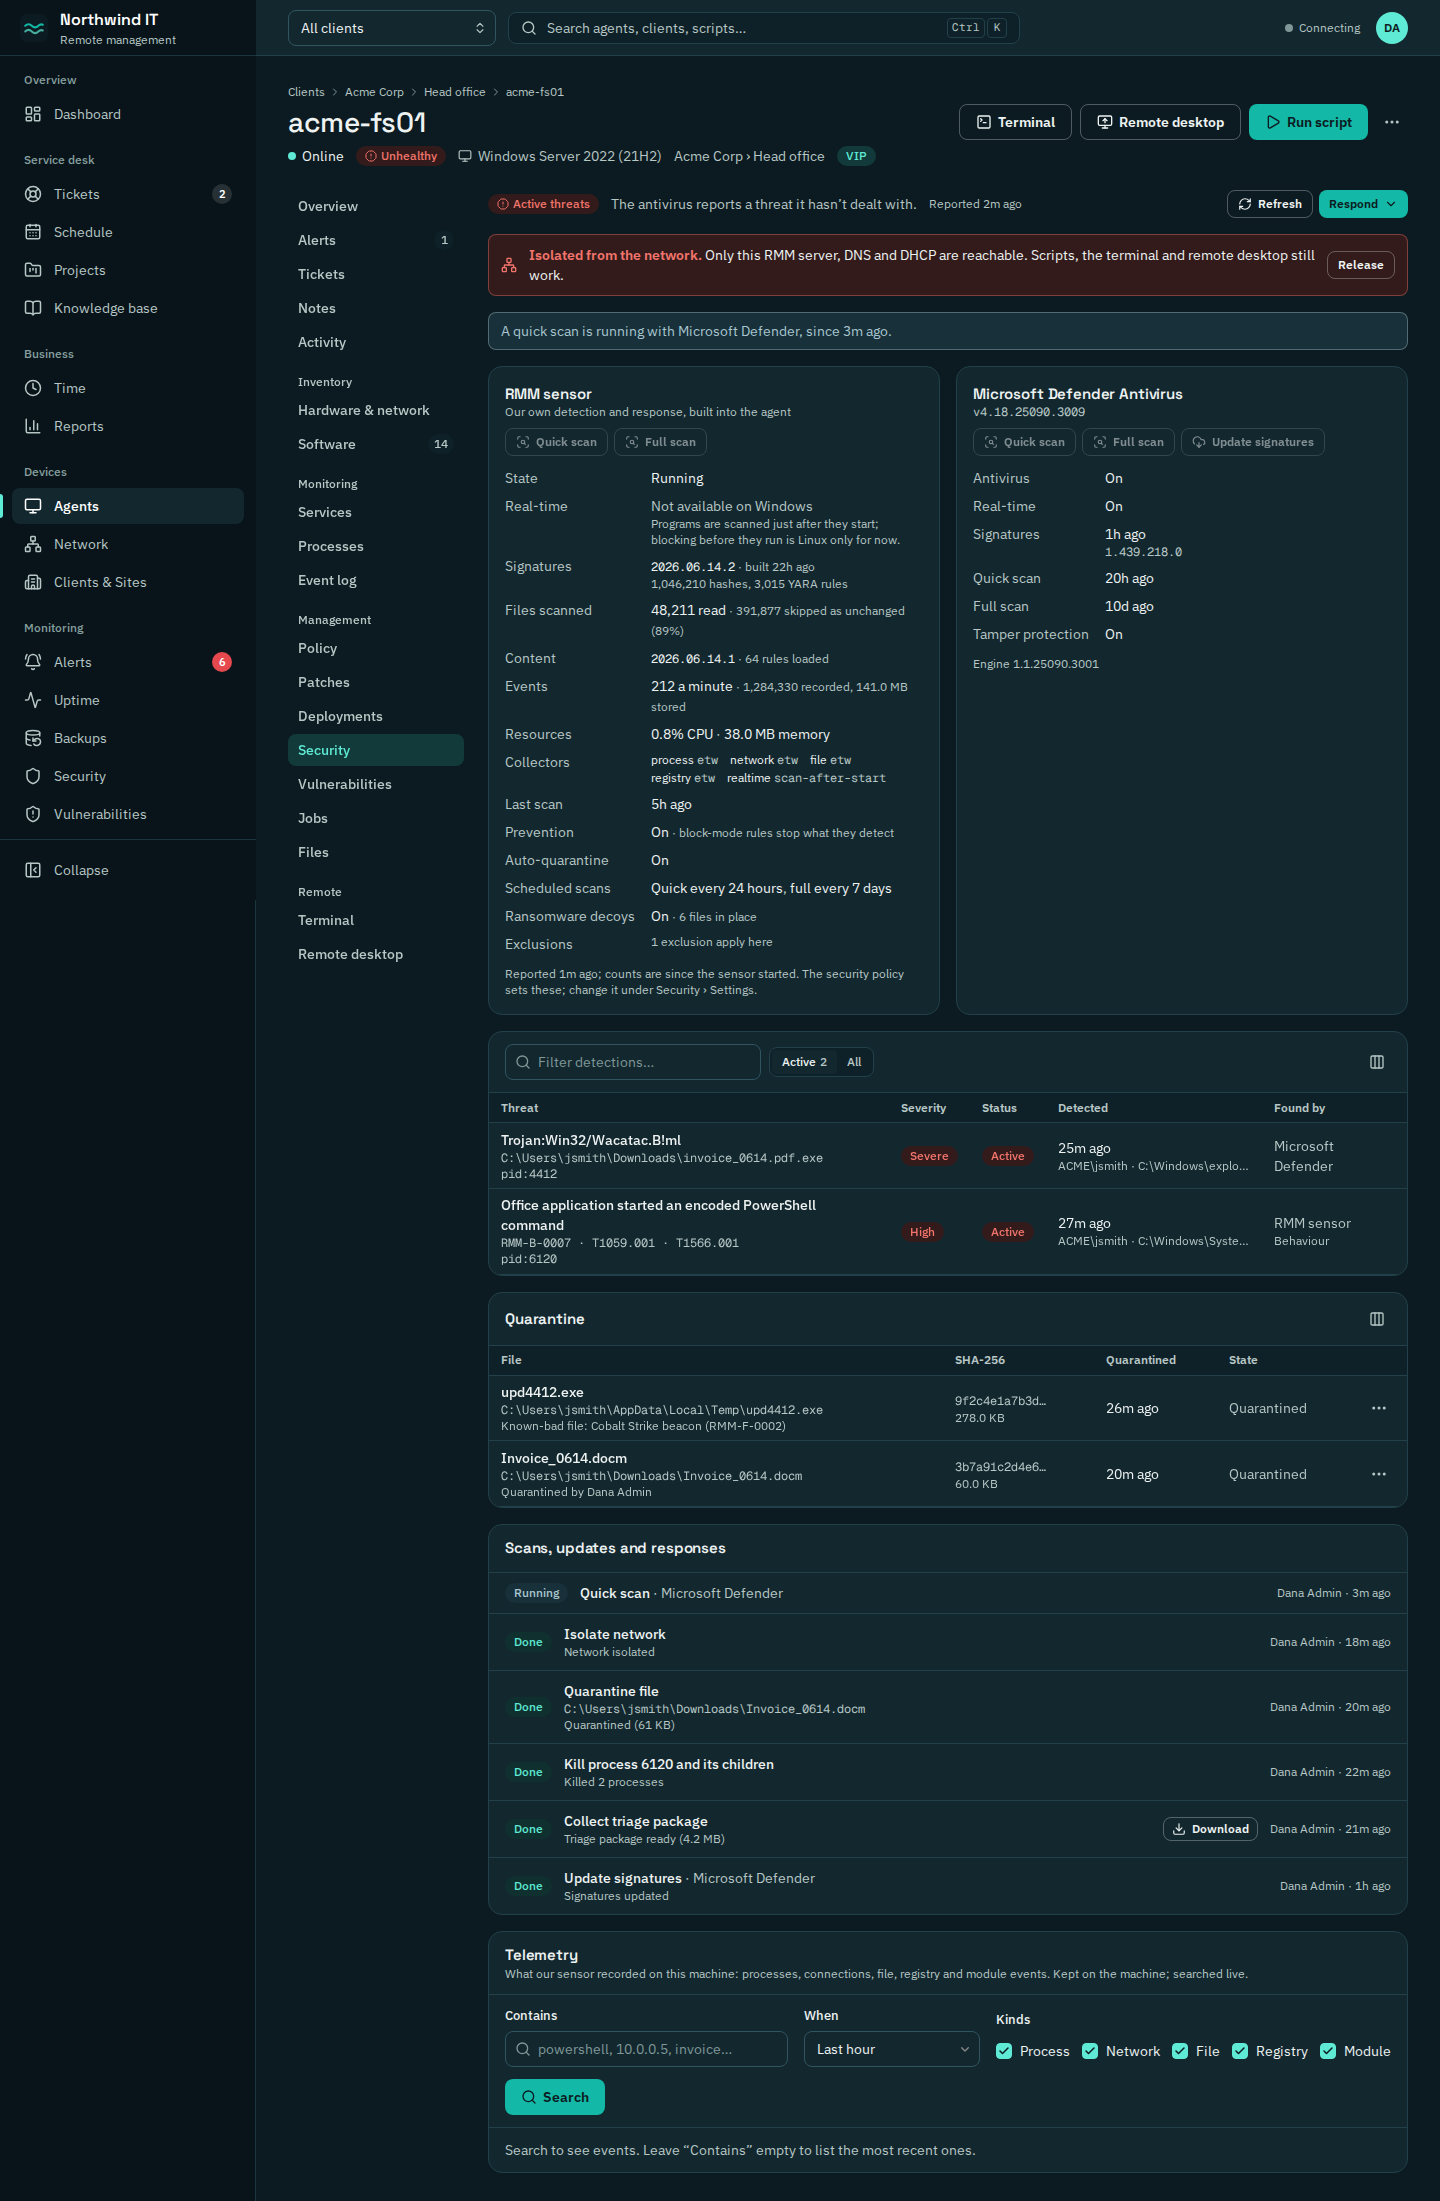 Northwind IT
Remote management
All clients
Search agents, clients, scripts…
Ctrl K
Connecting
DA
Overview
Dashboard
Service desk
Tickets 2
Schedule
Projects
Knowledge base
Business
Time
Reports
Devices
Agents
Network
Clients & Sites
Monitoring
Alerts 6
Uptime
Backups
Security
Vulnerabilities
Collapse
Clients > Acme Corp > Head office > acme-fs01
acme-fs01
Terminal
Remote desktop
Run script
Online
Unhealthy
Windows Server 2022 (21H2)
Acme Corp › Head office
VIP
Overview
Alerts 1
Tickets
Notes
Activity
Inventory
Hardware & network
Software 14
Monitoring
Services
Processes
Event log
Management
Policy
Patches
Deployments
Security
Vulnerabilities
Jobs
Files
Remote
Terminal
Remote desktop
Active threats
The antivirus reports a threat it hasn’t dealt with.
Reported 2m ago
Refresh
Respond
Isolated from the network. Only this RMM server, DNS and DHCP are reachable. Scripts, the terminal and remote desktop still
work.
Release
A quick scan is running with Microsoft Defender, since 3m ago.
RMM sensor
Our own detection and response, built into the agent
Quick scan
Full scan
State Running
Real-time Not available on Windows
Programs are scanned just after they start;
blocking before they run is Linux only for now.
Signatures 2026.06.14.2 · built 22h ago
1,046,210 hashes, 3,015 YARA rules
Files scanned 48,211 read · 391,877 skipped as unchanged
(89%)
Content 2026.06.14.1 · 64 rules loaded
Events 212 a minute · 1,284,330 recorded, 141.0 MB
stored
Resources 0.8% CPU · 38.0 MB memory
Collectors process etw network etw file etw
registry etw realtime scan-after-start
Last scan 5h ago
Prevention On · block-mode rules stop what they detect
Auto-quarantine On
Scheduled scans Quick every 24 hours, full every 7 days
Ransomware decoys On · 6 files in place
Exclusions 1 exclusion apply here
Reported 1m ago; counts are since the sensor started. The security policy
sets these; change it under Security › Settings.
Microsoft Defender Antivirus
v4.18.25090.3009
Quick scan
Full scan
Update signatures
Antivirus On
Real-time On
Signatures 1h ago
1.439.218.0
Quick scan 20h ago
Full scan 10d ago
Tamper protection On
Engine 1.1.25090.3001
Filter detections…
Active 2
All
Threat Severity Status Detected Found by
Trojan:Win32/Wacatac.B!ml
C:\Users\jsmith\Downloads\invoice_0614.pdf.exe
pid:4412
Severe
Active
25m ago
ACME\jsmith · C:\Windows\explo…
Microsoft
Defender
Office application started an encoded PowerShell
command
RMM-B-0007 · T1059.001 · T1566.001
pid:6120
High
Active
27m ago
ACME\jsmith · C:\Windows\Syste…
RMM sensor
Behaviour
Quarantine
File SHA-256 Quarantined State
upd4412.exe
C:\Users\jsmith\AppData\Local\Temp\upd4412.exe
Known-bad file: Cobalt Strike beacon (RMM-F-0002)
9f2c4e1a7b3d…
278.0 KB
26m ago
Quarantined
Invoice_0614.docm
C:\Users\jsmith\Downloads\Invoice_0614.docm
Quarantined by Dana Admin
3b7a91c2d4e6…
60.0 KB
20m ago
Quarantined
Scans, updates and responses
Running Quick scan · Microsoft Defender Dana Admin · 3m ago
Done Isolate network Dana Admin · 18m ago
Network isolated
Done Quarantine file Dana Admin · 20m ago
C:\Users\jsmith\Downloads\Invoice_0614.docm
Quarantined (61 KB)
Done Kill process 6120 and its children Dana Admin · 22m ago
Killed 2 processes
Done Collect triage package Download Dana Admin · 21m ago
Triage package ready (4.2 MB)
Done Update signatures · Microsoft Defender Dana Admin · 1h ago
Signatures updated
Telemetry
What our sensor recorded on this machine: processes, connections, file, registry and module events. Kept on the machine; searched live.
Contains When Kinds
powershell, 10.0.0.5, invoice…
Last hour
Process Network File Registry Module
Search
Search to see events. Leave “Contains” empty to list the most recent ones.